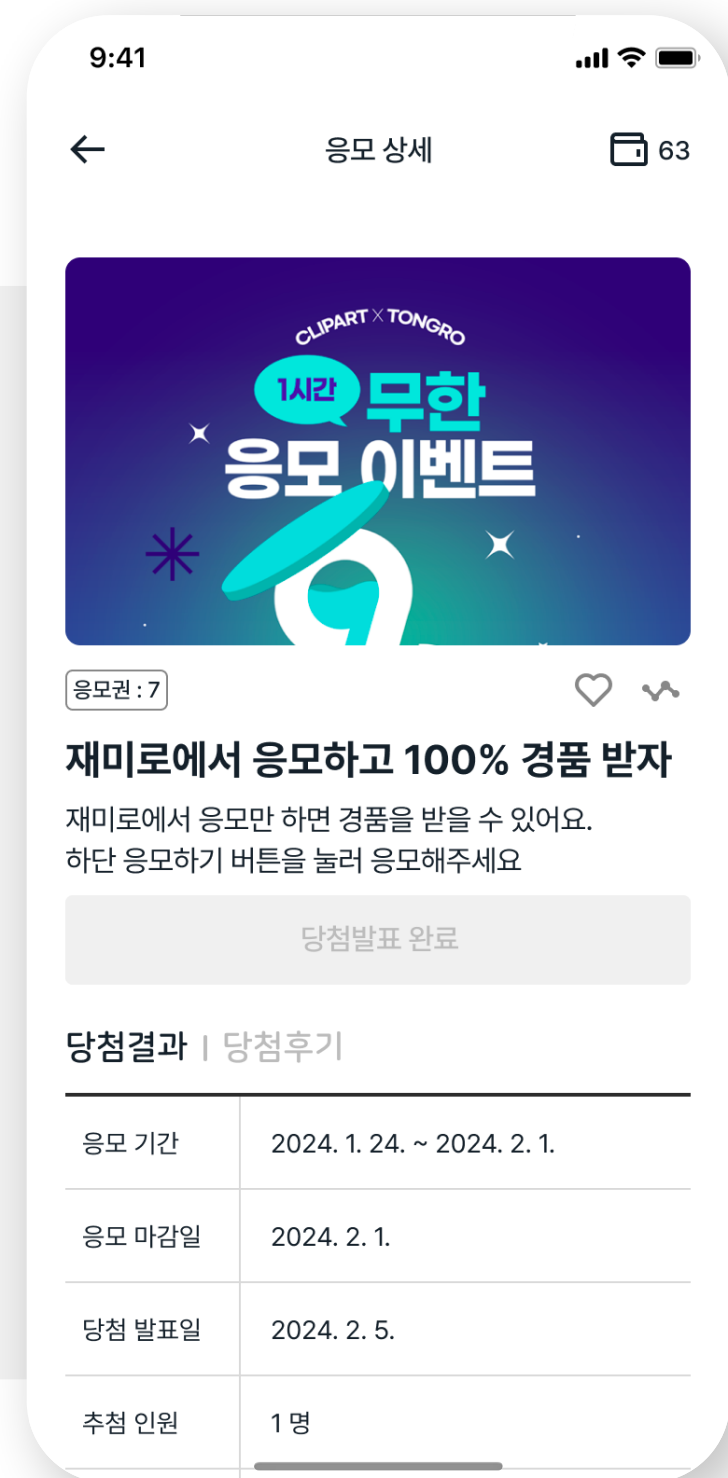 9:41
응모 상세
63
CLIPART X TONGRO
1시간 무한
응모 이벤트
응모권 : 7
재미로에서 응모하고 100% 경품 받자
재미로에서 응모만 하면 경품을 받을 수 있어요.
하단 응모하기 버튼을 눌러 응모해주세요
당첨발표 완료
당첨결과 | 당첨후기
응모 기간 2024. 1. 24. ~ 2024. 2. 1.
응모 마감일 2024. 2. 1.
당첨 발표일 2024. 2. 5.
추첨 인원 1 명